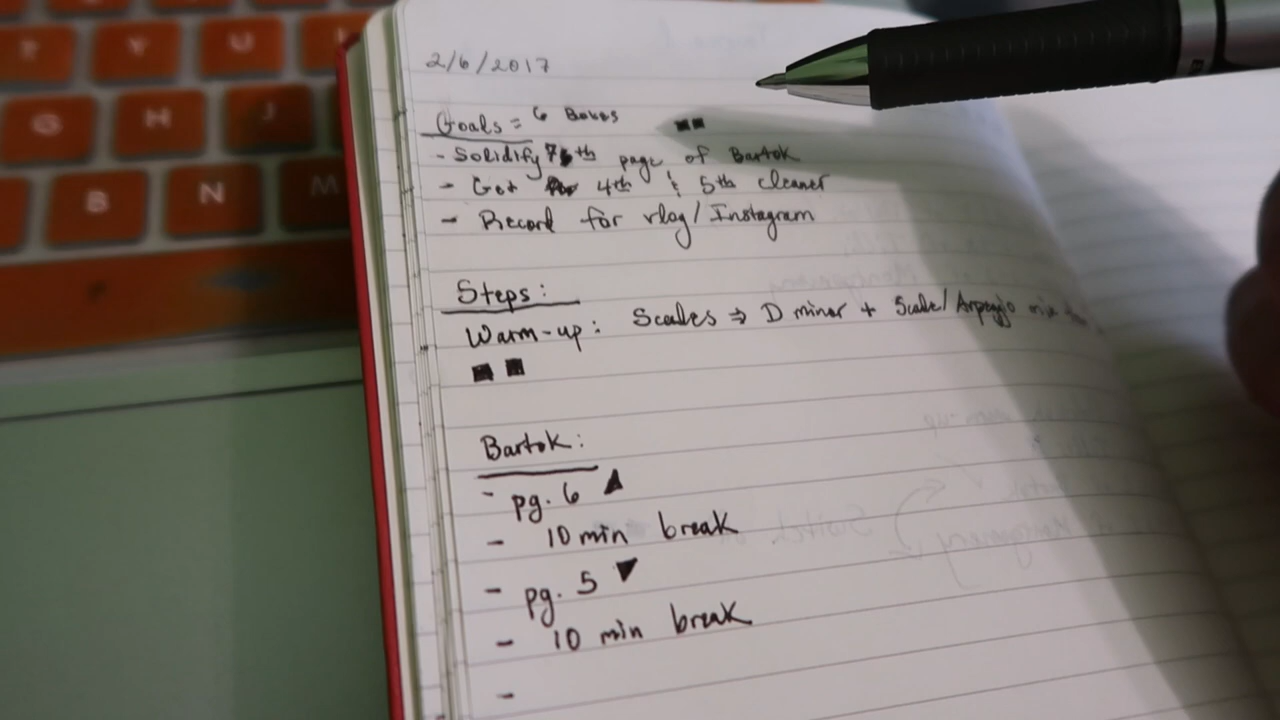 T Y U
G H J
B N M
2/6/2017
Goals = 6 Boxes
- Solidify th page of Bartok
- Get 4th & 5th cleaner
- Record for vlog/Instagram
Steps:
Warm-up: Scales ⇒ D minor + Scale/Arpeggio
Bartok:
- pg. 6
- 10 min break
- pg. 5
- 10 min break
-